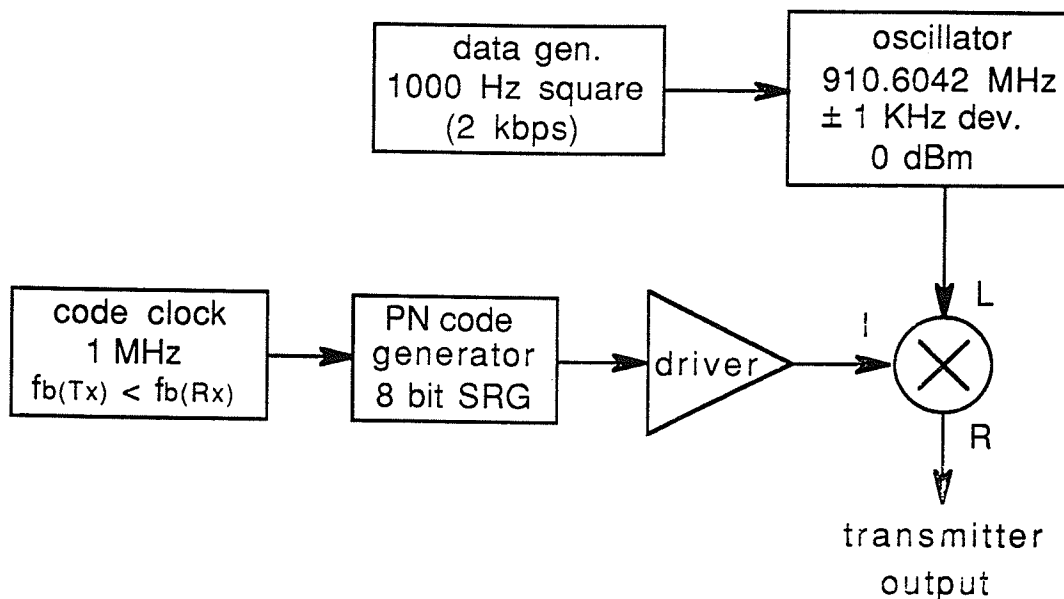 data gen.
1000 Hz square
(2 kbps)
oscillator
910.6042 MHz
± 1 KHz dev.
0 dBm
code clock
1 MHz
fb(Tx) < fb(Rx)
PN code
generator
8 bit SRG
driver
I
L
R
transmitter
output